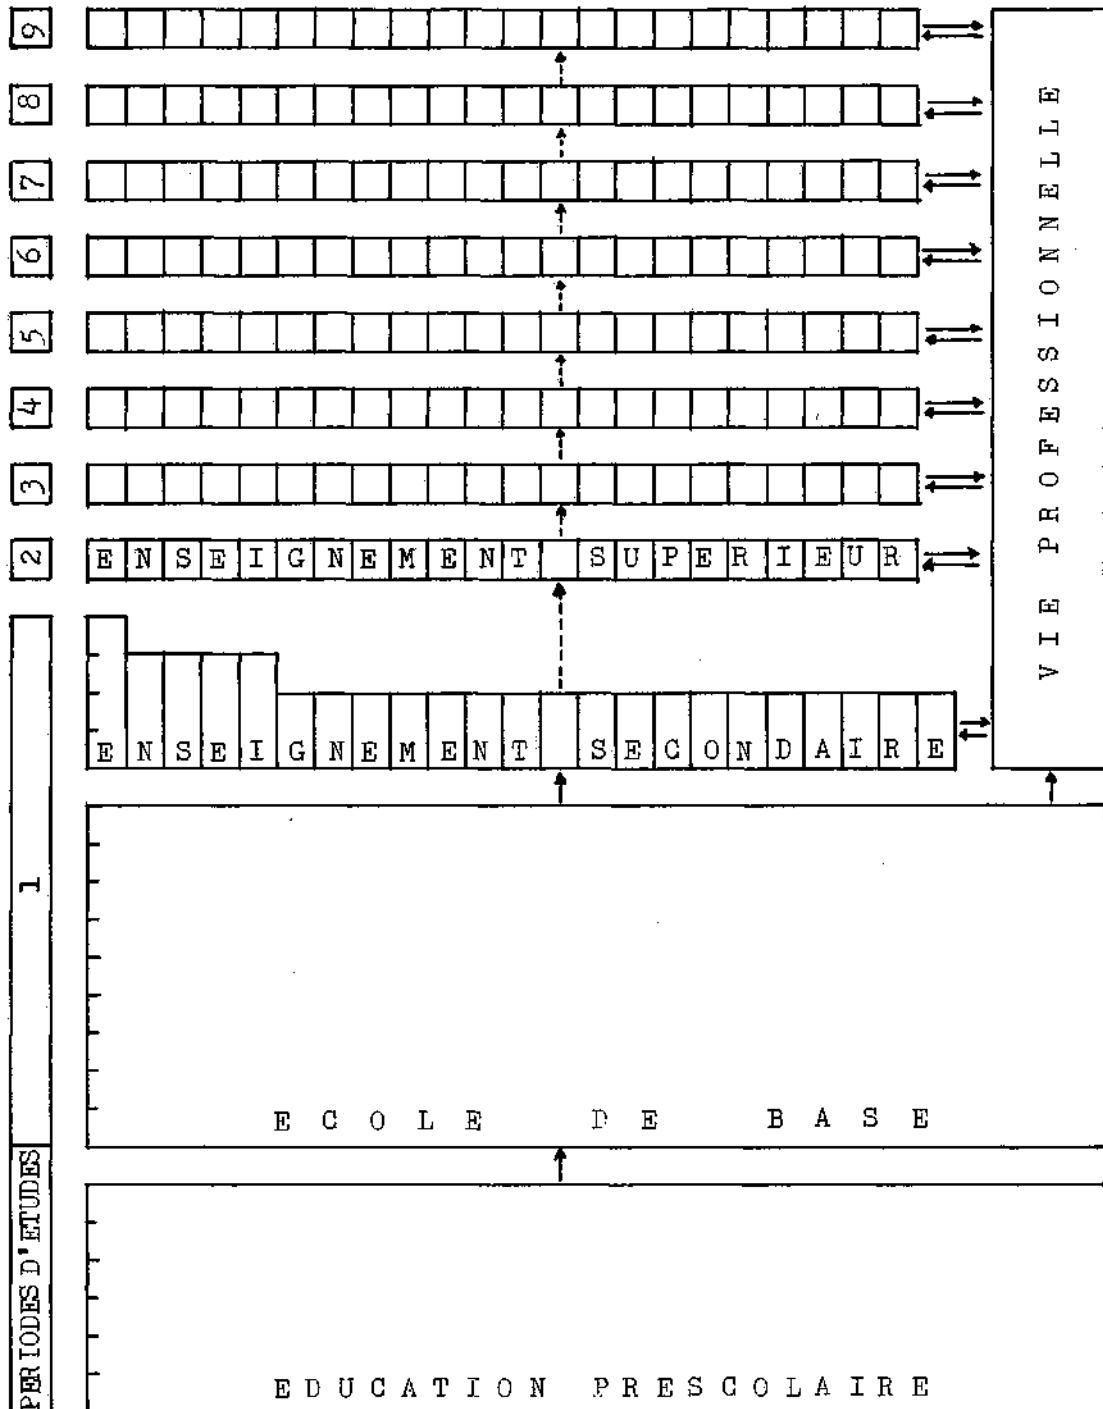 9
8
7
6
5
4
3
2
ENSEIGNEMENT SUPERIEUR
VIE PROFESSIONNELLE
ENSEIGNEMENT SECONDAIRE
1
ECOLE DE BASE
PERIODES D'ETUDES
EDUCATION PRESCOLAIRE